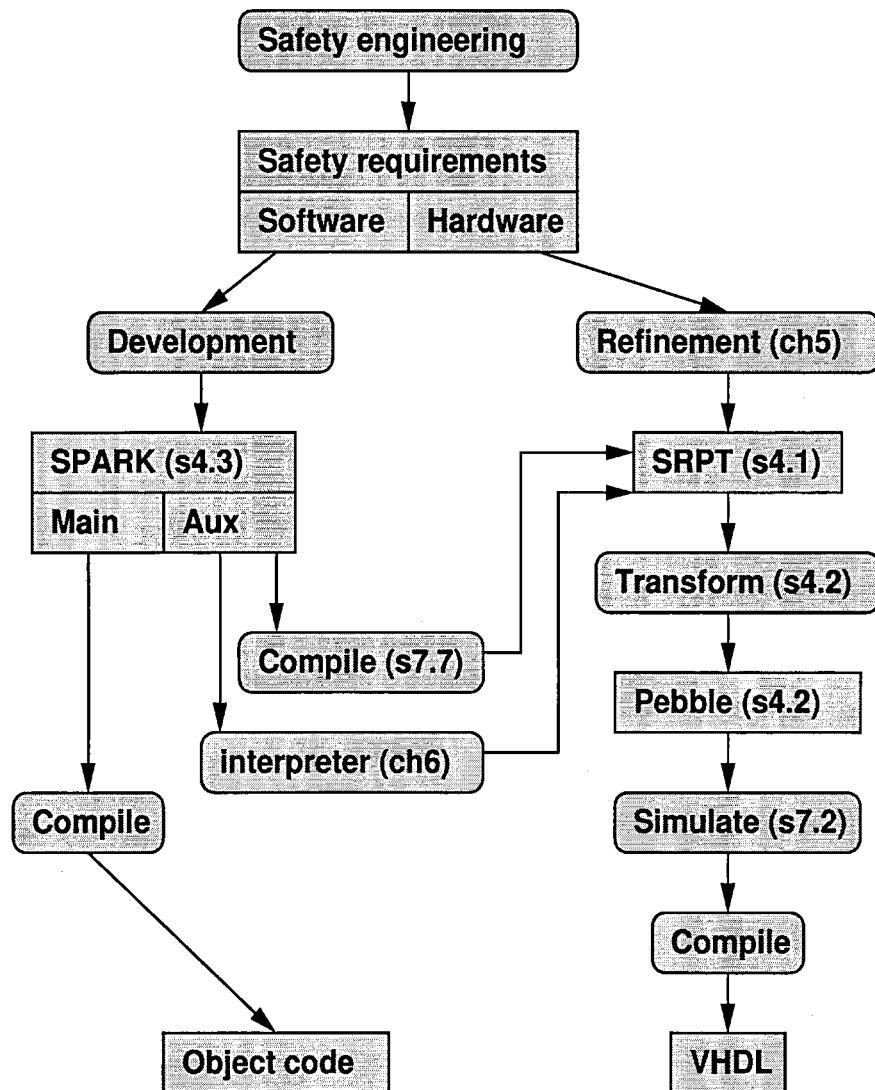 Safety engineering
Safety requirements
Software Hardware
Development
Refinement (ch5)
SPARK (s4.3)
Main Aux
SRPT (s4.1)
Transform (s4.2)
Compile (s7.7)
Pebble (s4.2)
interpreter (ch6)
Compile
Simulate (s7.2)
Compile
Object code
VHDL